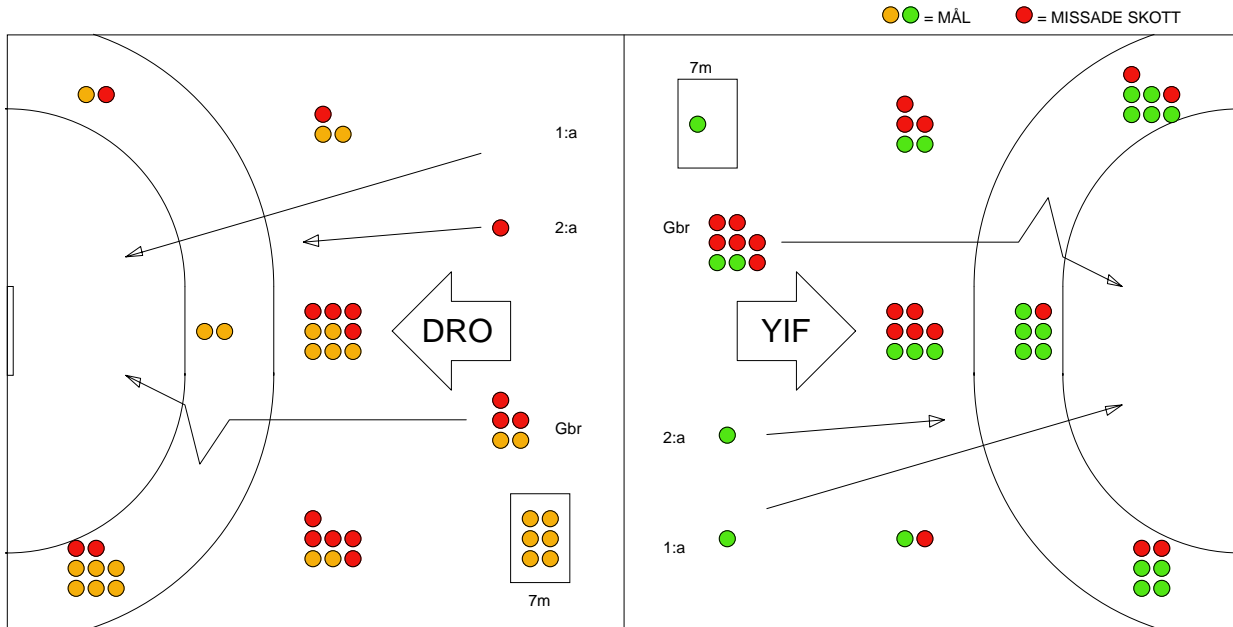 = MÅL = MISSADE SKOTT
7m
1:a
2:a
Gbr
DRO
YIF
Gbr
2:a
1:a
7m